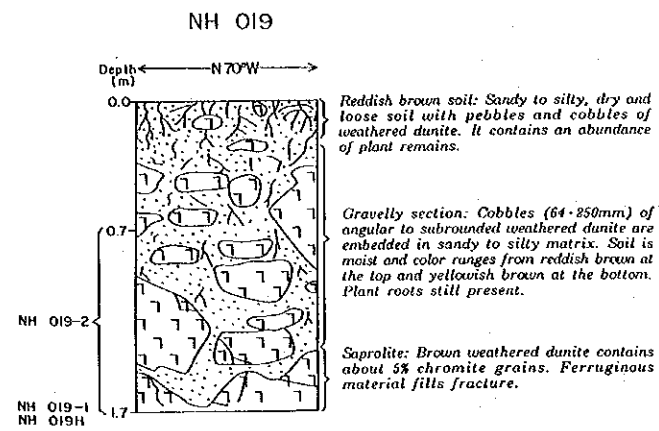 NH 019
Depth N 70°W
(m)
0.0
Reddish brown soil: Sandy to silty, dry and
loose soil with pebbles and cobbles of
weathered dunite. It contains an abundance
of plant remains.
0.7
Gravelly section: Cobbles (64-250mm) of
angular to subrounded weathered dunite are
embedded in sandy to silty matrix. Soil is
moist and color ranges from reddish brown at
the top and yellowish brown at the bottom.
Plant roots still present.
NH 019-2
Saprolite: Brown weathered dunite contains
about 5% chromite grains. Ferruginous
material fills fracture.
NH 019-1
NH 019H
1.7